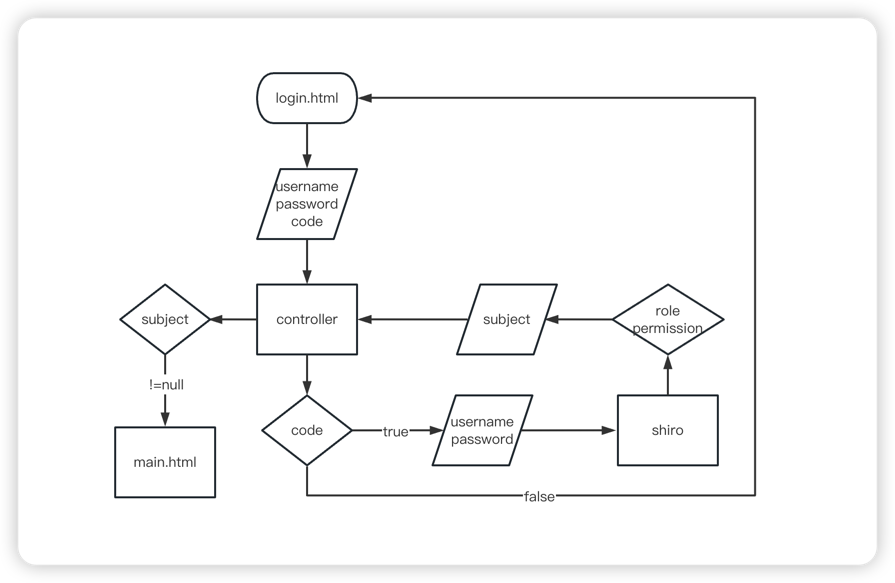 login.html
username
password
code
subject
controller
subject
role
permission
!=null
code
true
username
password
shiro
main.html
false